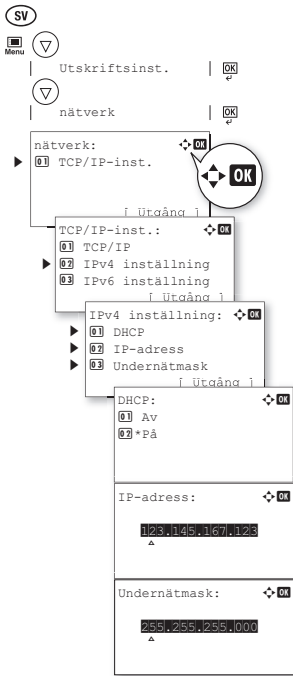 SV
Menu
Utskriftsinst. OK
nätverk OK
nätverk: OK
01 TCP/IP-inst.
OK
[ Utgång ]
TCP/IP-inst.: OK
01 TCP/IP
02 IPv4 inställning
03 IPv6 inställning
[ Utgång ]
IPv4 inställning: OK
01 DHCP
02 IP-adress
03 Undernätmask
[ Utgång ]
DHCP: OK
01 Av
02 *På
IP-adress: OK
123.145.167.123
Undernätmask: OK
255.255.255.000